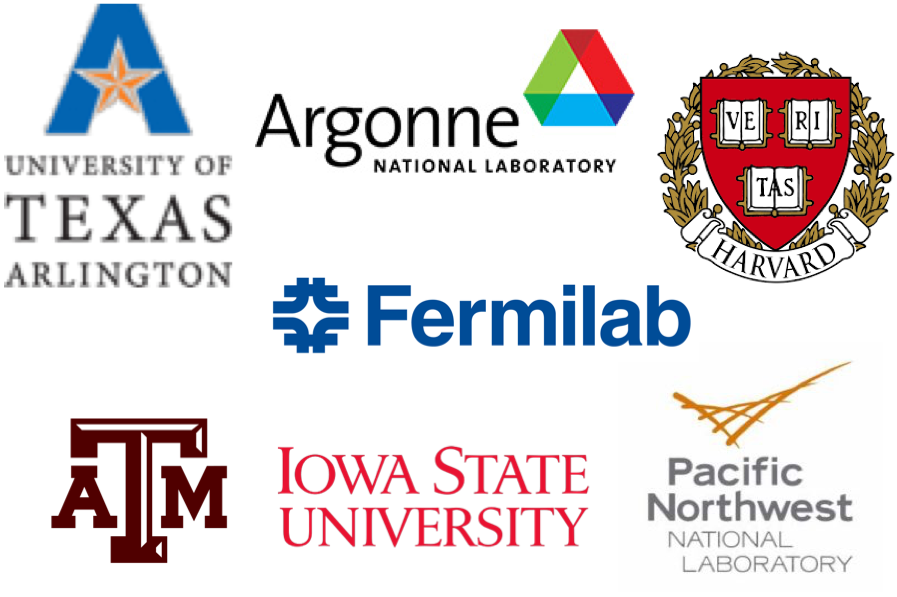 A
UNIVERSITY OF
TEXAS
ARLINGTON
Argonne
NATIONAL LABORATORY
VE RI
TAS
HARVARD
Fermilab
ATM
IOWA STATE
UNIVERSITY
Pacific
Northwest
NATIONAL
LABORATORY